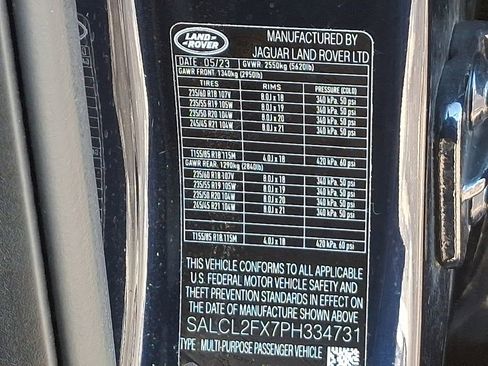 LAND ROVER
MANUFACTURED BY
JAGUAR LAND ROVER LTD
DATE 05/23 GVWR. 2550kg (5620lb)
GAWR FRONT. 1340kg (2950lb)
TIRES RIMS PRESSURE (COLD)
235/60 R18 107V 8.0J x 18 340 kPa, 50 psi
235/55 R19 105W 8.0J x 19 340 kPa, 50 psi
235/50 R20 104W 8.0J x 20 340 kPa, 50 psi
245/45 R21 104W 8.0J x 21 340 kPa, 50 psi
T155/85 R18 115M 4.0J x 18 420 kPa, 60 psi
GAWR REAR. 1290kg (2840lb)
235/60 R18 107V 8.0J x 18 340 kPa, 50 psi
235/55 R19 105W 8.0J x 19 340 kPa, 50 psi
235/50 R20 104W 8.0J x 20 340 kPa, 50 psi
245/45 R21 104W 8.0J x 21 340 kPa, 50 psi
T155/85 R18 115M 4.0J x 18 420 kPa, 60 psi
THIS VEHICLE CONFORMS TO ALL APPLICABLE
U.S. FEDERAL MOTOR VEHICLE SAFETY AND
THEFT PREVENTION STANDARDS IN EFFECT ON
THE DATE OF MANUFACTURE SHOWN ABOVE
SALCL2FX7PH334731
TYPE MULTI-PURPOSE PASSENGER VEHICLE